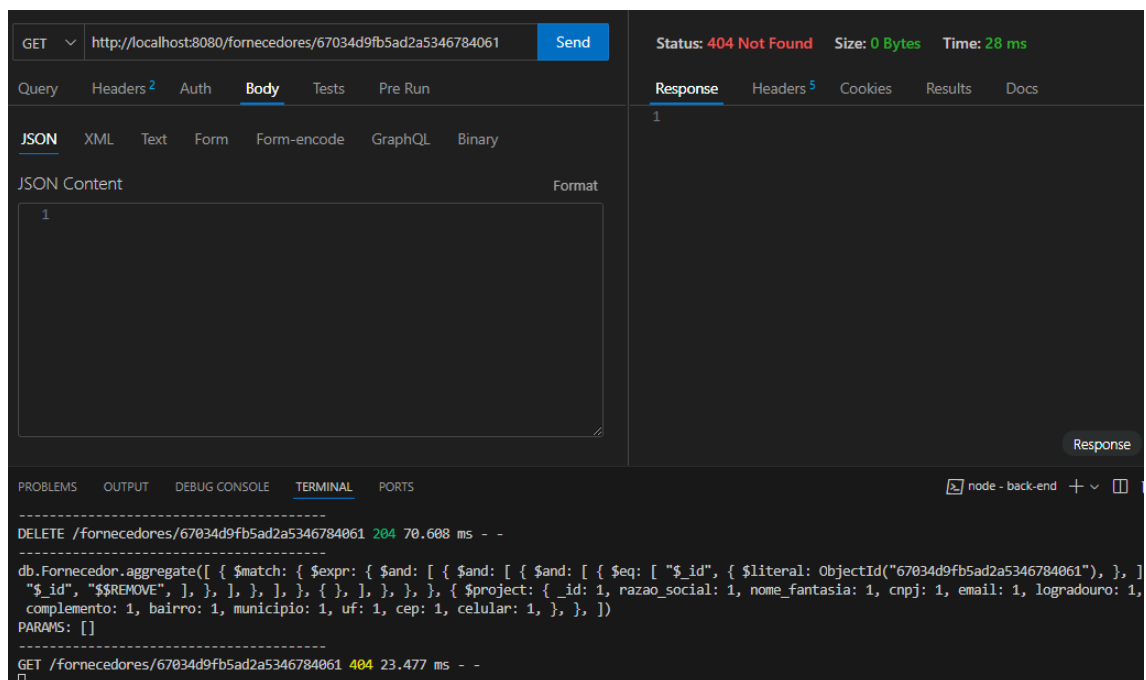 GET http://localhost:8080/fornecedores/67034d9fb5ad2a5346784061 Send
Status: 404 Not Found Size: 0 Bytes Time: 28 ms
Query Headers 2 Auth Body Tests Pre Run
Response Headers 5 Cookies Results Docs
1
JSON XML Text Form Form-encode GraphQL Binary
JSON Content Format
1
Response
PROBLEMS OUTPUT DEBUG CONSOLE TERMINAL PORTS
node - back-end
----------------------------------------
DELETE /fornecedores/67034d9fb5ad2a5346784061 204 70.608 ms - -
----------------------------------------
db.Fornecedor.aggregate([ { $match: { $expr: { $and: [ { $and: [ { $and: [ { $eq: [ "$_id", { $literal: ObjectId("67034d9fb5ad2a5346784061"), }, ]
"$_id", "$$REMOVE", ], }, ], }, ], }, { }, ], }, }, }, { $project: { _id: 1, razao_social: 1, nome_fantasia: 1, cnpj: 1, email: 1, logradouro: 1,
complemento: 1, bairro: 1, municipio: 1, uf: 1, cep: 1, celular: 1, }, }, ])
PARAMS: []
----------------------------------------
GET /fornecedores/67034d9fb5ad2a5346784061 404 23.477 ms - -